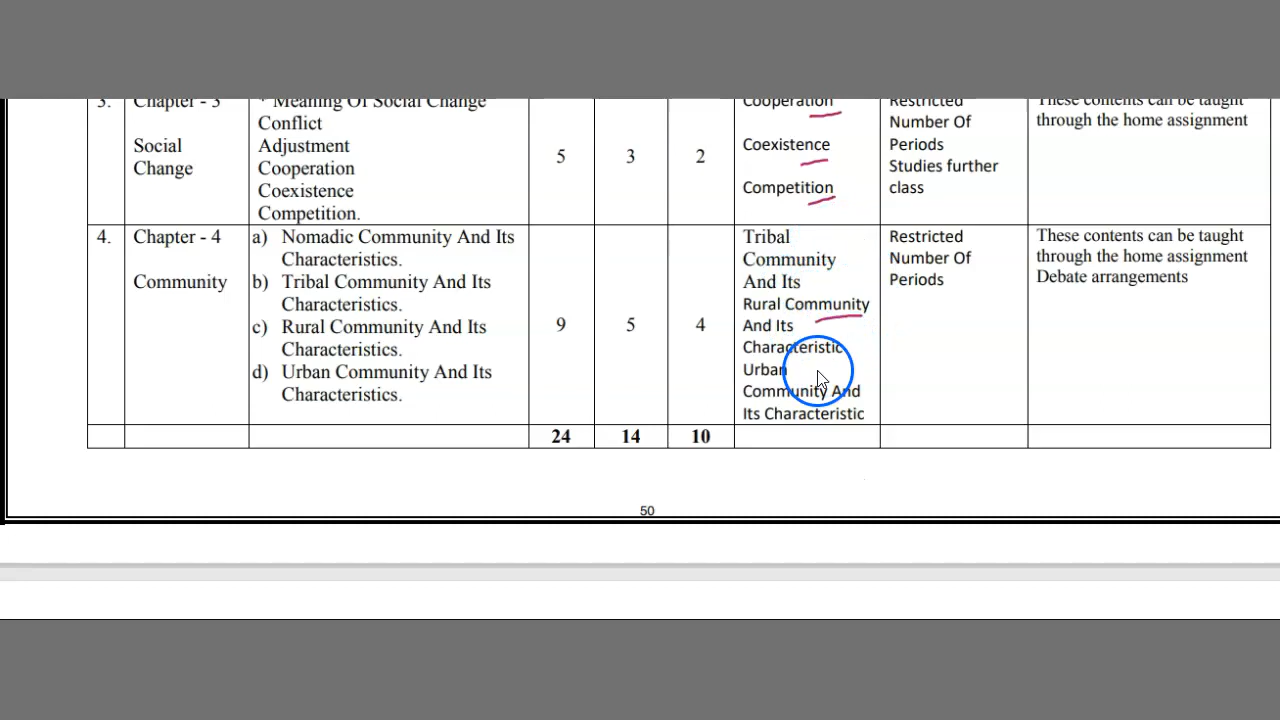 3. Chapter - 3
Social
Change
* Meaning Of Social Change
Conflict
Adjustment
Cooperation
Coexistence
Competition.
5
3
2
Cooperation
Coexistence
Competition
Restricted
Number Of
Periods
Studies further
class
These contents can be taught
through the home assignment
4.
Chapter - 4
Community
a) Nomadic Community And Its
Characteristics.
b) Tribal Community And Its
Characteristics.
c) Rural Community And Its
Characteristics.
d) Urban Community And Its
Characteristics.
9
5
4
Tribal
Community
And Its
Rural Community
And Its
Characteristic
Urban
Community And
Its Characteristic
Restricted
Number Of
Periods
These contents can be taught
through the home assignment
Debate arrangements
24
14
10
50